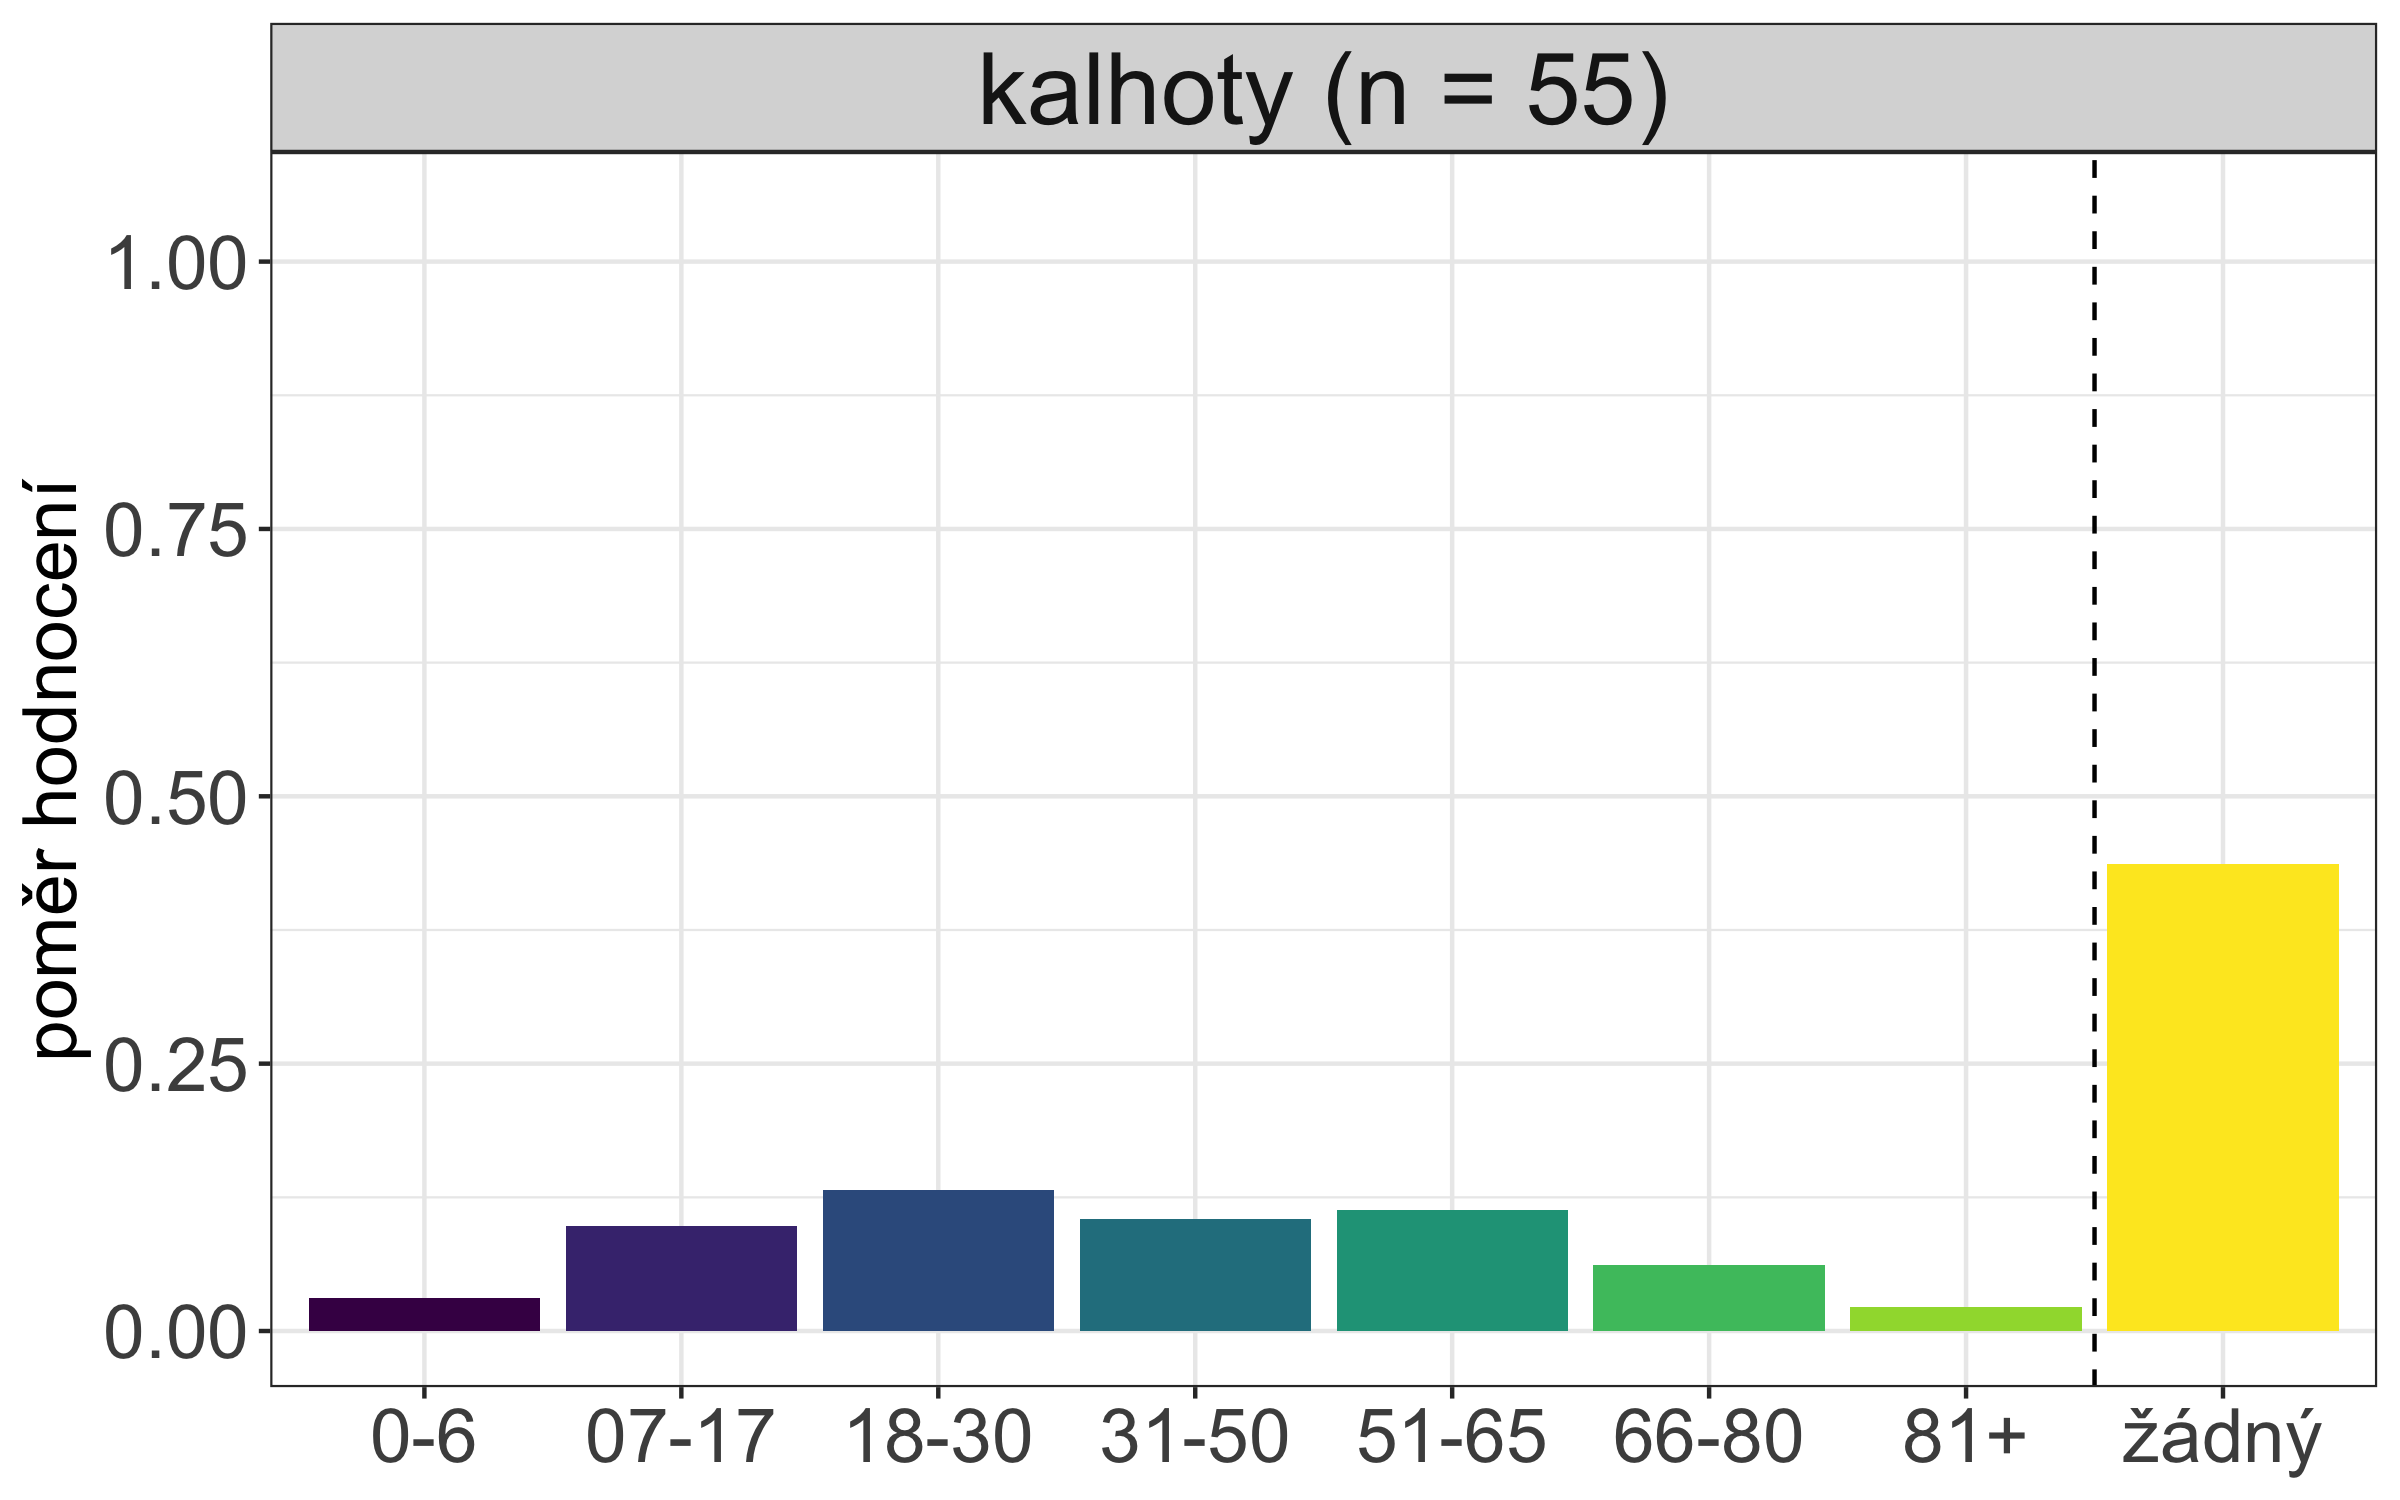 kalhoty (n = 55)
poměr hodnocení
1.00
0.75
0.50
0.25
0.00
0-6 07-17 18-30 31-50 51-65 66-80 81+ žádný